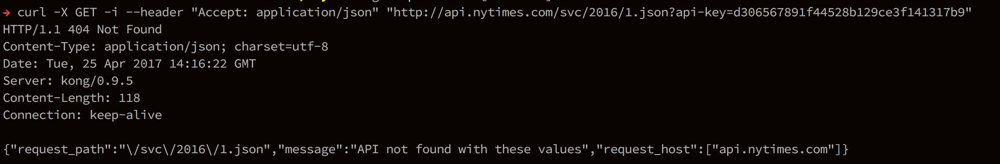 → curl -X GET -i --header "Accept: application/json" "http://api.nytimes.com/svc/2016/1.json?api-key=d306567891f44528b129ce3f141317b9"
HTTP/1.1 404 Not Found
Content-Type: application/json; charset=utf-8
Date: Tue, 25 Apr 2017 14:16:22 GMT
Server: kong/0.9.5
Content-Length: 118
Connection: keep-alive
{"request_path":"\/svc\/2016\/1.json","message":"API not found with these values","request_host":["api.nytimes.com"]}